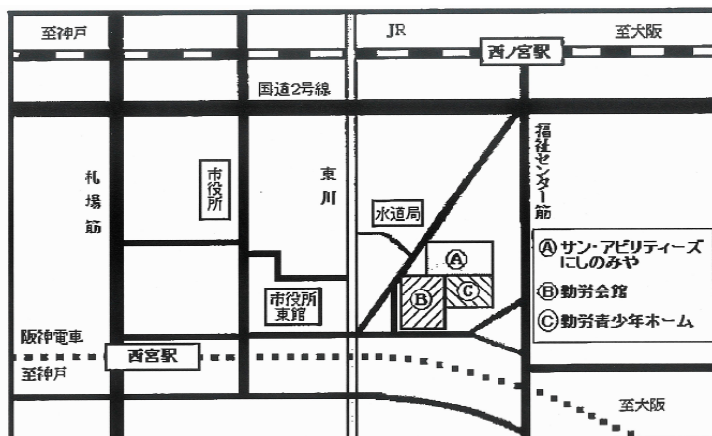 至神戸
JR
西ノ宮駅
至大阪
国道2号線
札場筋
市役所
東川
水道局
福祉センター筋
Ⓐ サン・アビリティーズ
にしのみや
Ⓑ 勤労会館
Ⓒ 勤労青少年ホーム
Ⓐ
Ⓑ
Ⓒ
市役所
東館
阪神電車
西宮駅
至神戸
至大阪